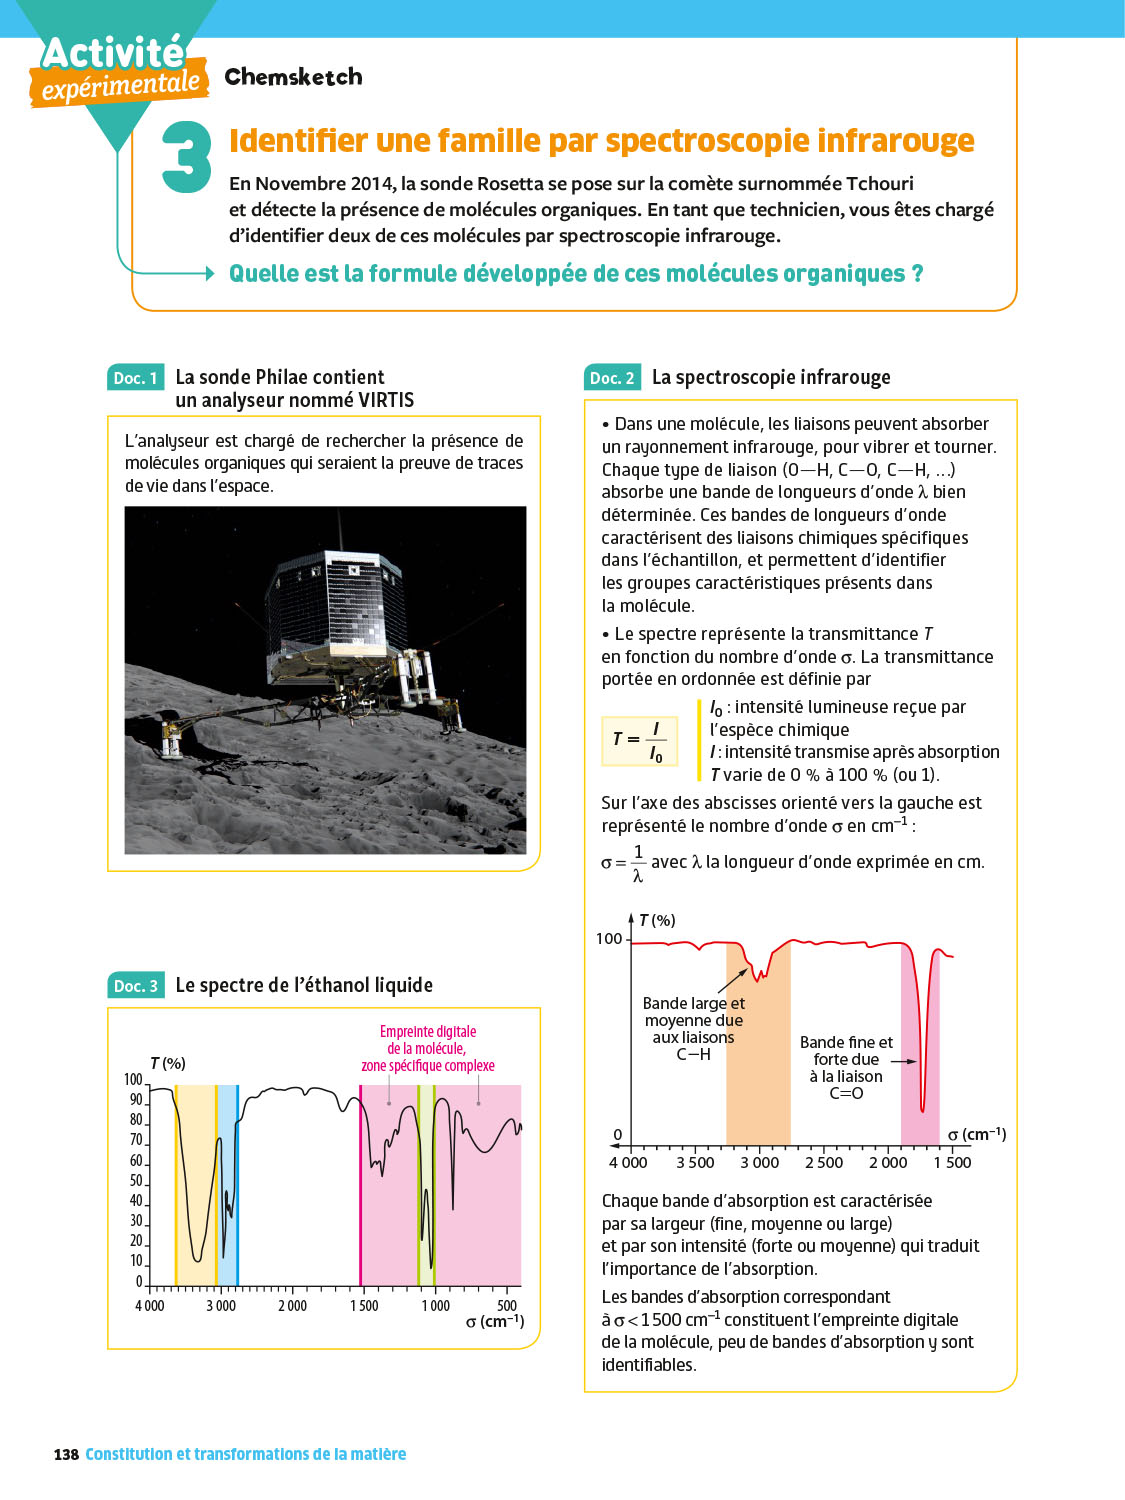 Activité
expérimentale
Chemsketch
3
Identifier une famille par spectroscopie infrarouge
En Novembre 2014, la sonde Rosetta se pose sur la comète surnommée Tchouri
et détecte la présence de molécules organiques. En tant que technicien, vous êtes chargé
d'identifier deux de ces molécules par spectroscopie infrarouge.
Quelle est la formule développée de ces molécules organiques ?
Doc. 1 La sonde Philae contient
un analyseur nommé VIRTIS
L'analyseur est chargé de rechercher la présence de
molécules organiques qui seraient la preuve de traces
de vie dans l'espace.
Doc. 3 Le spectre de l'éthanol liquide
Empreinte digitale
de la molécule,
zone spécifique complexe
T (%)
100
90
80
70
60
50
40
30
20
10
0
4 000 3 000 2 000 1 500 1 000 500
σ (cm⁻¹)
Doc. 2 La spectroscopie infrarouge
• Dans une molécule, les liaisons peuvent absorber
un rayonnement infrarouge, pour vibrer et tourner.
Chaque type de liaison (O—H, C—O, C—H, ...)
absorbe une bande de longueurs d'onde λ bien
déterminée. Ces bandes de longueurs d'onde
caractérisent des liaisons chimiques spécifiques
dans l'échantillon, et permettent d'identifier
les groupes caractéristiques présents dans
la molécule.
• Le spectre représente la transmittance T
en fonction du nombre d'onde σ. La transmittance
portée en ordonnée est définie par
T = I / I₀
I₀ : intensité lumineuse reçue par
l'espèce chimique
I : intensité transmise après absorption
T varie de 0 % à 100 % (ou 1).
Sur l'axe des abscisses orienté vers la gauche est
représenté le nombre d'onde σ en cm⁻¹ :
σ = 1/λ avec λ la longueur d'onde exprimée en cm.
T (%)
100
Bande large et
moyenne due
aux liaisons
C—H
Bande fine et
forte due
à la liaison
C=O
0
σ (cm⁻¹)
4 000 3 500 3 000 2 500 2 000 1 500
Chaque bande d'absorption est caractérisée
par sa largeur (fine, moyenne ou large)
et par son intensité (forte ou moyenne) qui traduit
l'importance de l'absorption.
Les bandes d'absorption correspondant
à σ < 1 500 cm⁻¹ constituent l'empreinte digitale
de la molécule, peu de bandes d'absorption y sont
identifiables.
138 Constitution et transformations de la matière